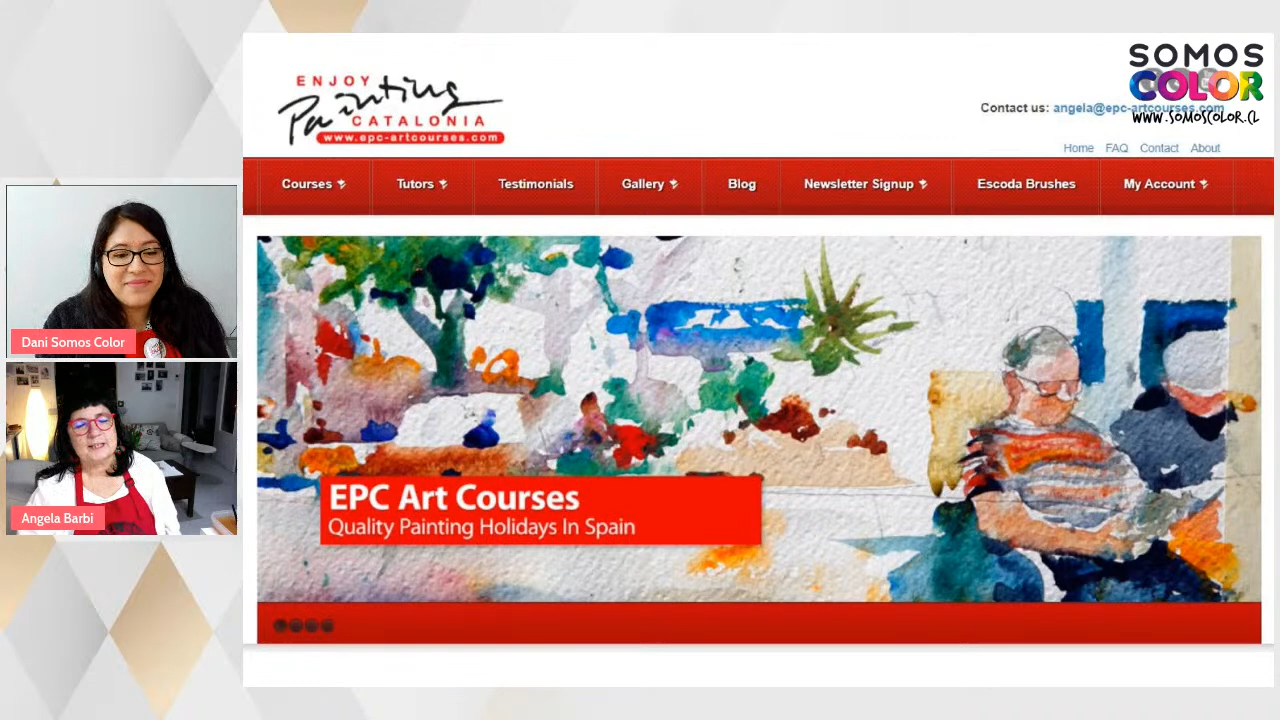 SOMOS
COLOR
www.somoscolor.cl
ENJOY
Painting
CATALONIA
www.epc-artcourses.com
Contact us: angela@epc-artcourses.com
Home FAQ Contact About
Courses Tutors Testimonials Gallery Blog Newsletter Signup Escoda Brushes My Account
Dani Somos Color
Angela Barbi
EPC Art Courses
Quality Painting Holidays In Spain